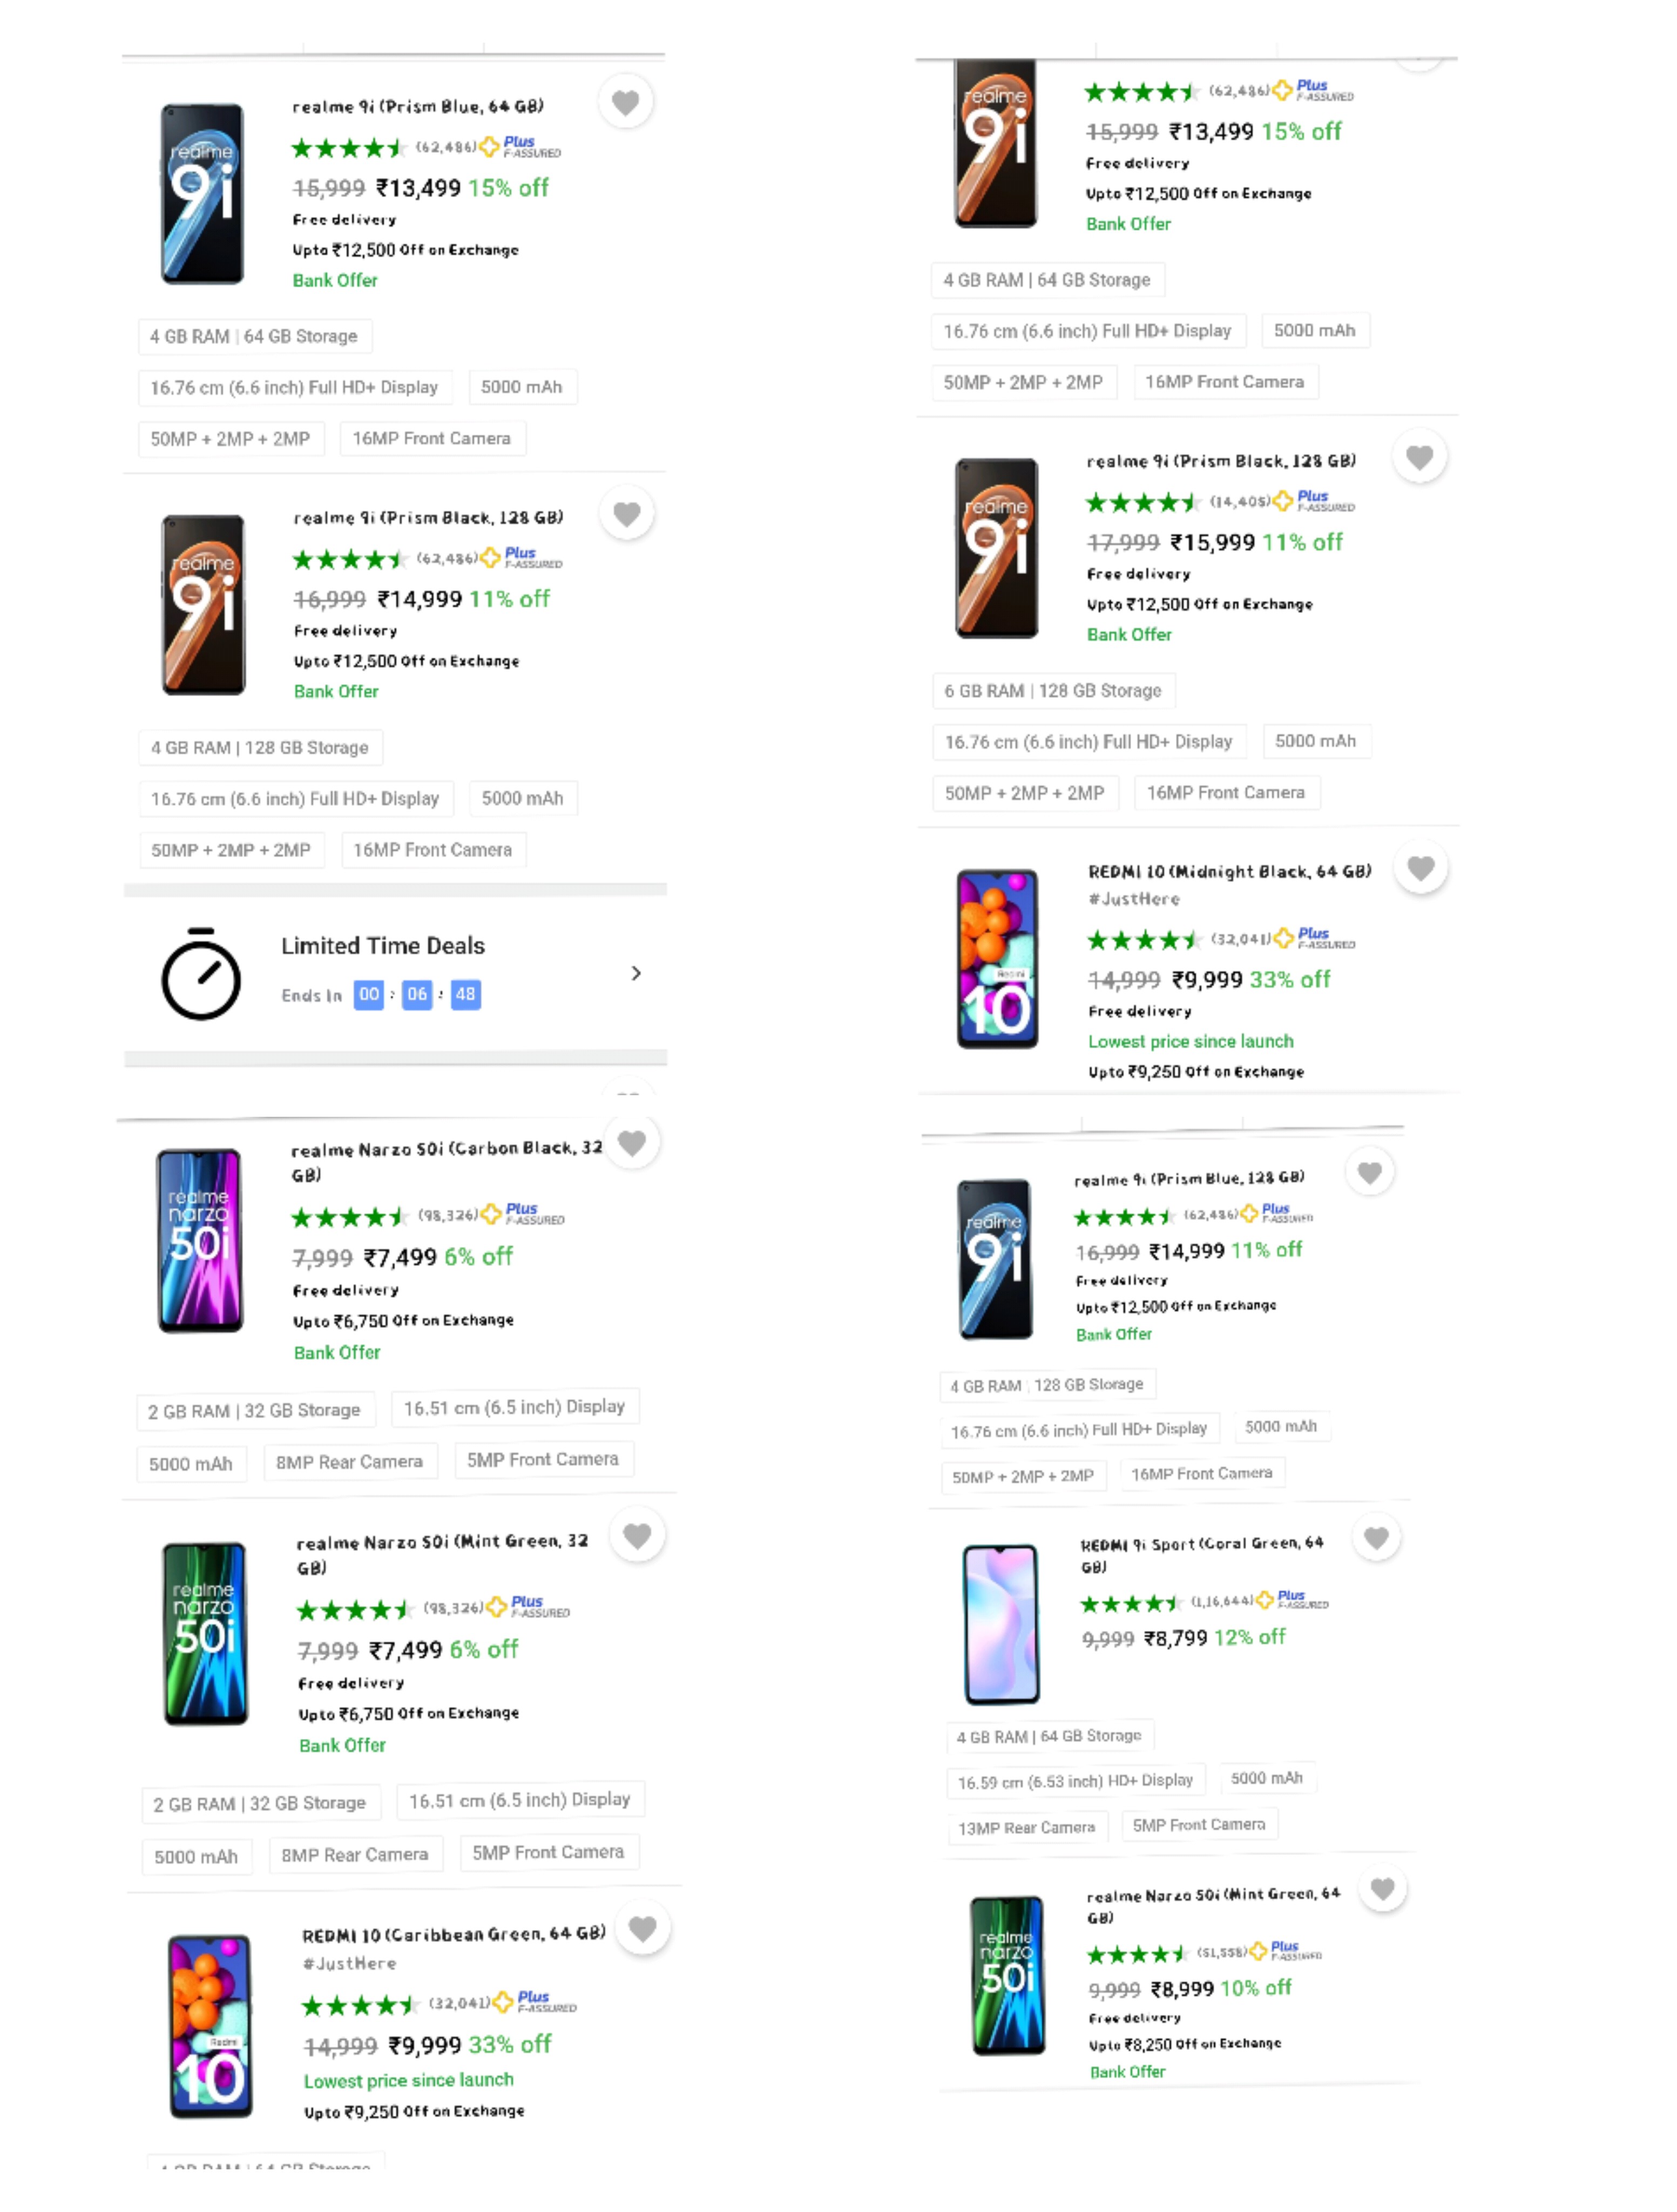 realme 9i (Prism Blue, 64 GB)
realme
9i
(62,486) Plus
F-ASSURED
15,999 ₹13,499 15% off
Free delivery
Upto ₹12,500 Off on Exchange
Bank Offer
4 GB RAM | 64 GB Storage
16.76 cm (6.6 inch) Full HD+ Display 5000 mAh
50MP + 2MP + 2MP 16MP Front Camera
realme 9i (Prism Black, 128 GB)
realme
9i
(62,486) Plus
F-ASSURED
16,999 ₹14,999 11% off
Free delivery
Upto ₹12,500 Off on Exchange
Bank Offer
4 GB RAM | 128 GB Storage
16.76 cm (6.6 inch) Full HD+ Display 5000 mAh
50MP + 2MP + 2MP 16MP Front Camera
Limited Time Deals
Ends In 00 : 06 : 48
realme Narzo 50i (Carbon Black, 32
GB)
realme
narzo
50i
(98,326) Plus
F-ASSURED
7,999 ₹7,499 6% off
Free delivery
Upto ₹6,750 Off on Exchange
Bank Offer
2 GB RAM | 32 GB Storage 16.51 cm (6.5 inch) Display
5000 mAh 8MP Rear Camera 5MP Front Camera
realme Narzo 50i (Mint Green, 32
GB)
realme
narzo
50i
(98,326) Plus
F-ASSURED
7,999 ₹7,499 6% off
Free delivery
Upto ₹6,750 Off on Exchange
Bank Offer
2 GB RAM | 32 GB Storage 16.51 cm (6.5 inch) Display
5000 mAh 8MP Rear Camera 5MP Front Camera
REDMI 10 (Caribbean Green, 64 GB)
#JustHere
(32,041) Plus
F-ASSURED
Redmi
10
14,999 ₹9,999 33% off
Lowest price since launch
Upto ₹9,250 Off on Exchange
realme
9i
(62,486) Plus
F-ASSURED
15,999 ₹13,499 15% off
Free delivery
Upto ₹12,500 Off on Exchange
Bank Offer
4 GB RAM | 64 GB Storage
16.76 cm (6.6 inch) Full HD+ Display 5000 mAh
50MP + 2MP + 2MP 16MP Front Camera
realme 9i (Prism Black, 128 GB)
realme
9i
(14,405) Plus
F-ASSURED
17,999 ₹15,999 11% off
Free delivery
Upto ₹12,500 Off on Exchange
Bank Offer
6 GB RAM | 128 GB Storage
16.76 cm (6.6 inch) Full HD+ Display 5000 mAh
50MP + 2MP + 2MP 16MP Front Camera
REDMI 10 (Midnight Black, 64 GB)
#JustHere
(32,041) Plus
F-ASSURED
Redmi
10
14,999 ₹9,999 33% off
Free delivery
Lowest price since launch
Upto ₹9,250 Off on Exchange
realme 9i (Prism Blue, 128 GB)
realme
9i
(62,486) Plus
F-ASSURED
16,999 ₹14,999 11% off
Free delivery
Upto ₹12,500 Off on Exchange
Bank Offer
4 GB RAM | 128 GB Storage
16.76 cm (6.6 inch) Full HD+ Display 5000 mAh
50MP + 2MP + 2MP 16MP Front Camera
REDMI 9i Sport (Coral Green, 64
GB)
(1,16,644) Plus
F-ASSURED
9,999 ₹8,799 12% off
4 GB RAM | 64 GB Storage
16.59 cm (6.53 inch) HD+ Display 5000 mAh
13MP Rear Camera 5MP Front Camera
realme Narzo 50i (Mint Green, 64
GB)
realme
narzo
50i
(51,558) Plus
F-ASSURED
9,999 ₹8,999 10% off
Free delivery
Upto ₹8,250 Off on Exchange
Bank Offer